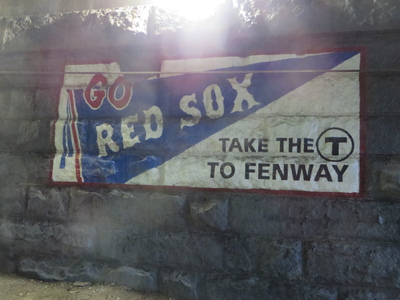 GO
RED SOX
TAKE THE T
TO FENWAY